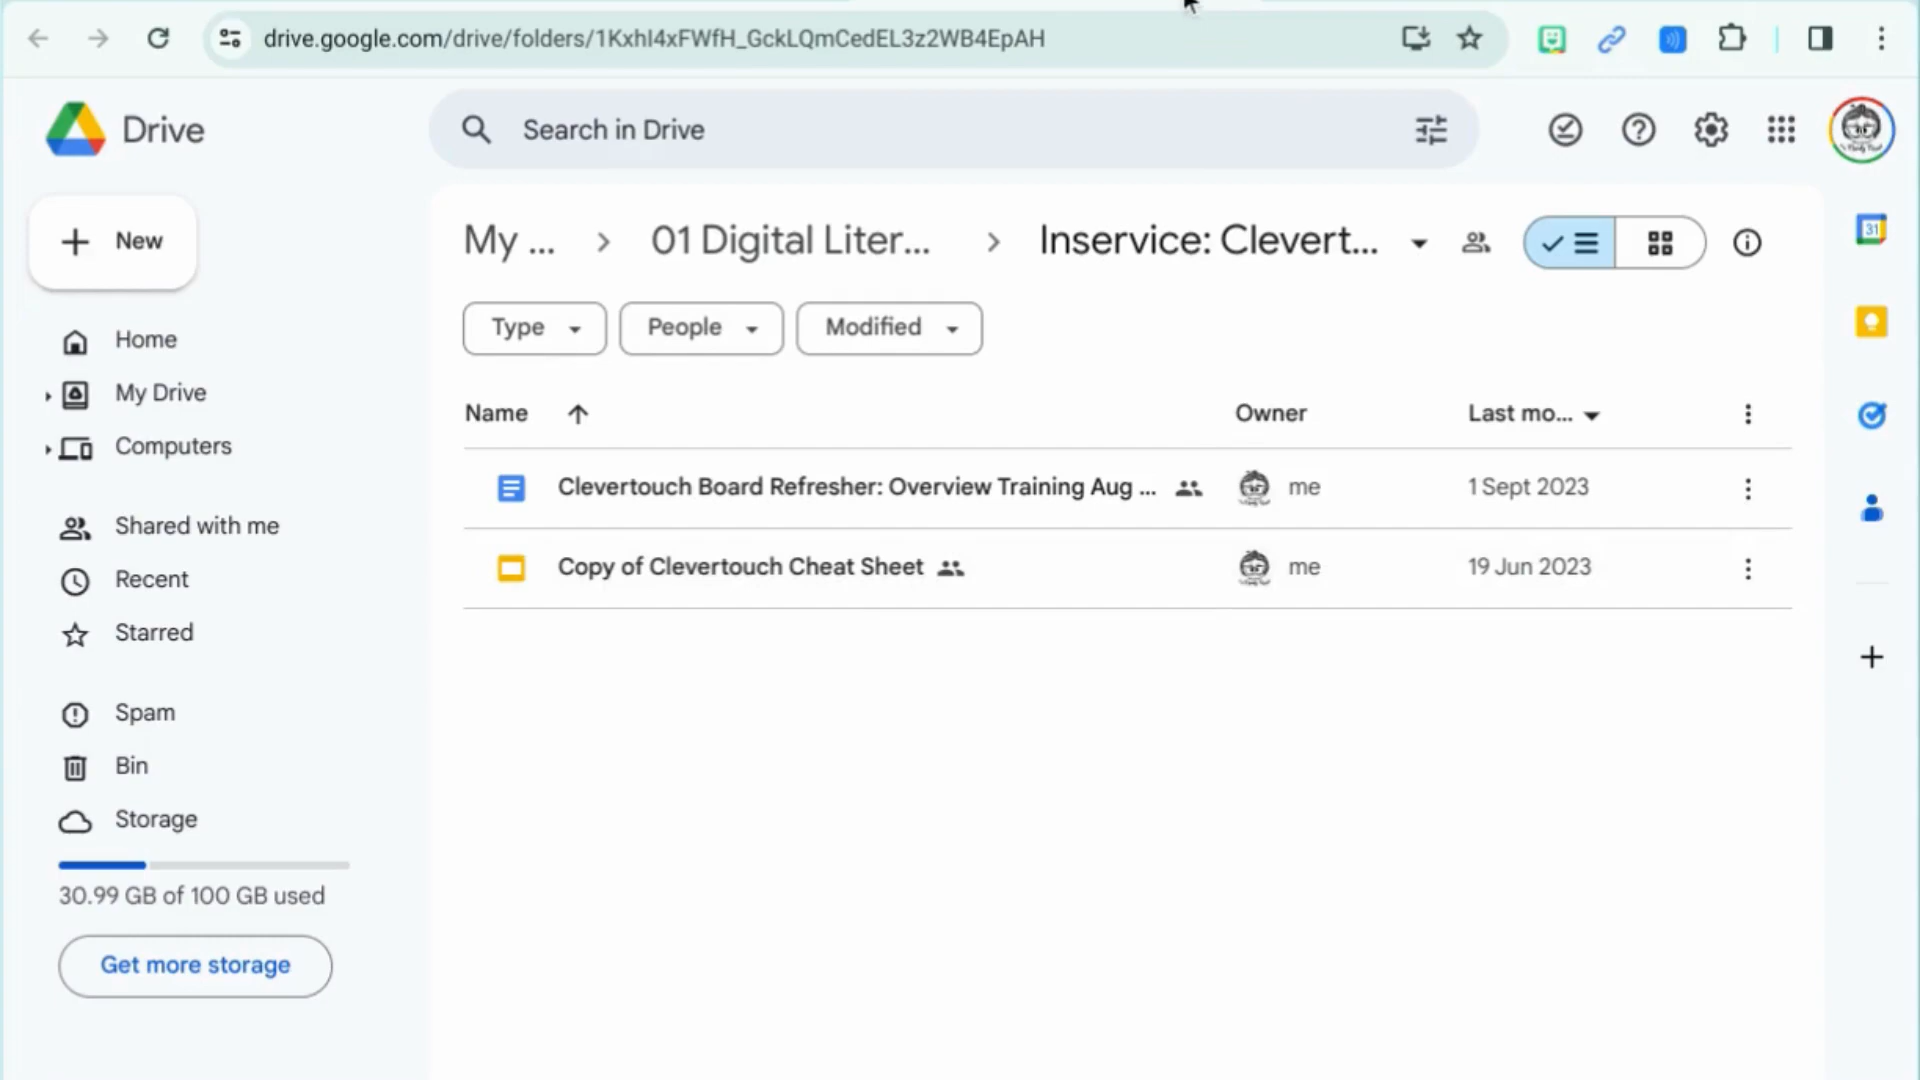 drive.google.com/drive/folders/1KxhI4xFWfH_GckLQmCedEL3z2WB4EpAH
Drive
Search in Drive
New
My ... > 01 Digital Liter... > Inservice: Clevert...
Type
People
Modified
Home
My Drive
Computers
Shared with me
Recent
Starred
Spam
Bin
Storage
30.99 GB of 100 GB used
Get more storage
Name
Owner
Last mo...
Clevertouch Board Refresher: Overview Training Aug ...
me
1 Sept 2023
Copy of Clevertouch Cheat Sheet
me
19 Jun 2023
31